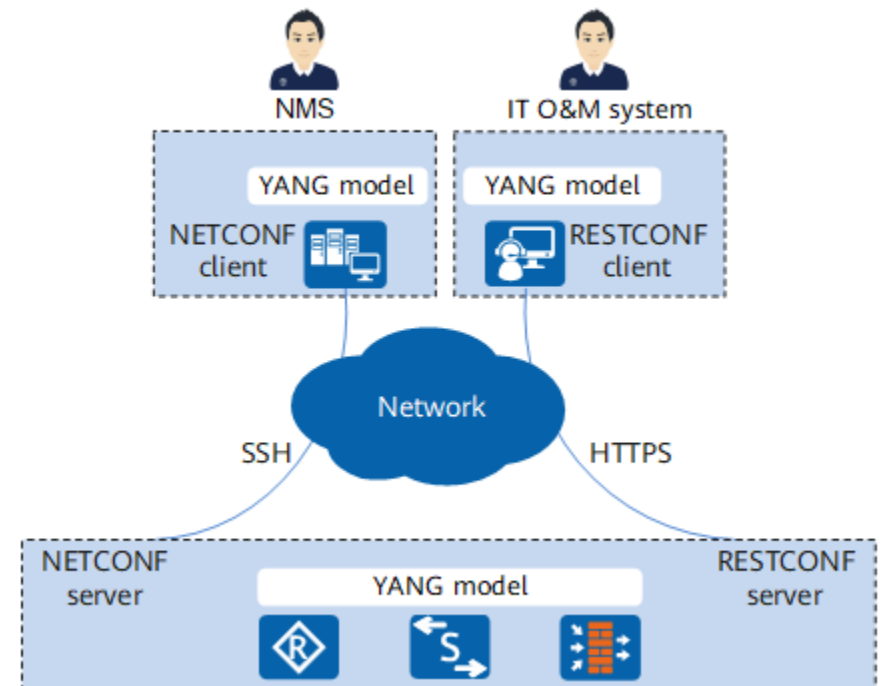 NMS
IT O&M system
YANG model
YANG model
NETCONF
client
RESTCONF
client
Network
SSH
HTTPS
NETCONF
server
YANG model
RESTCONF
server
R
S